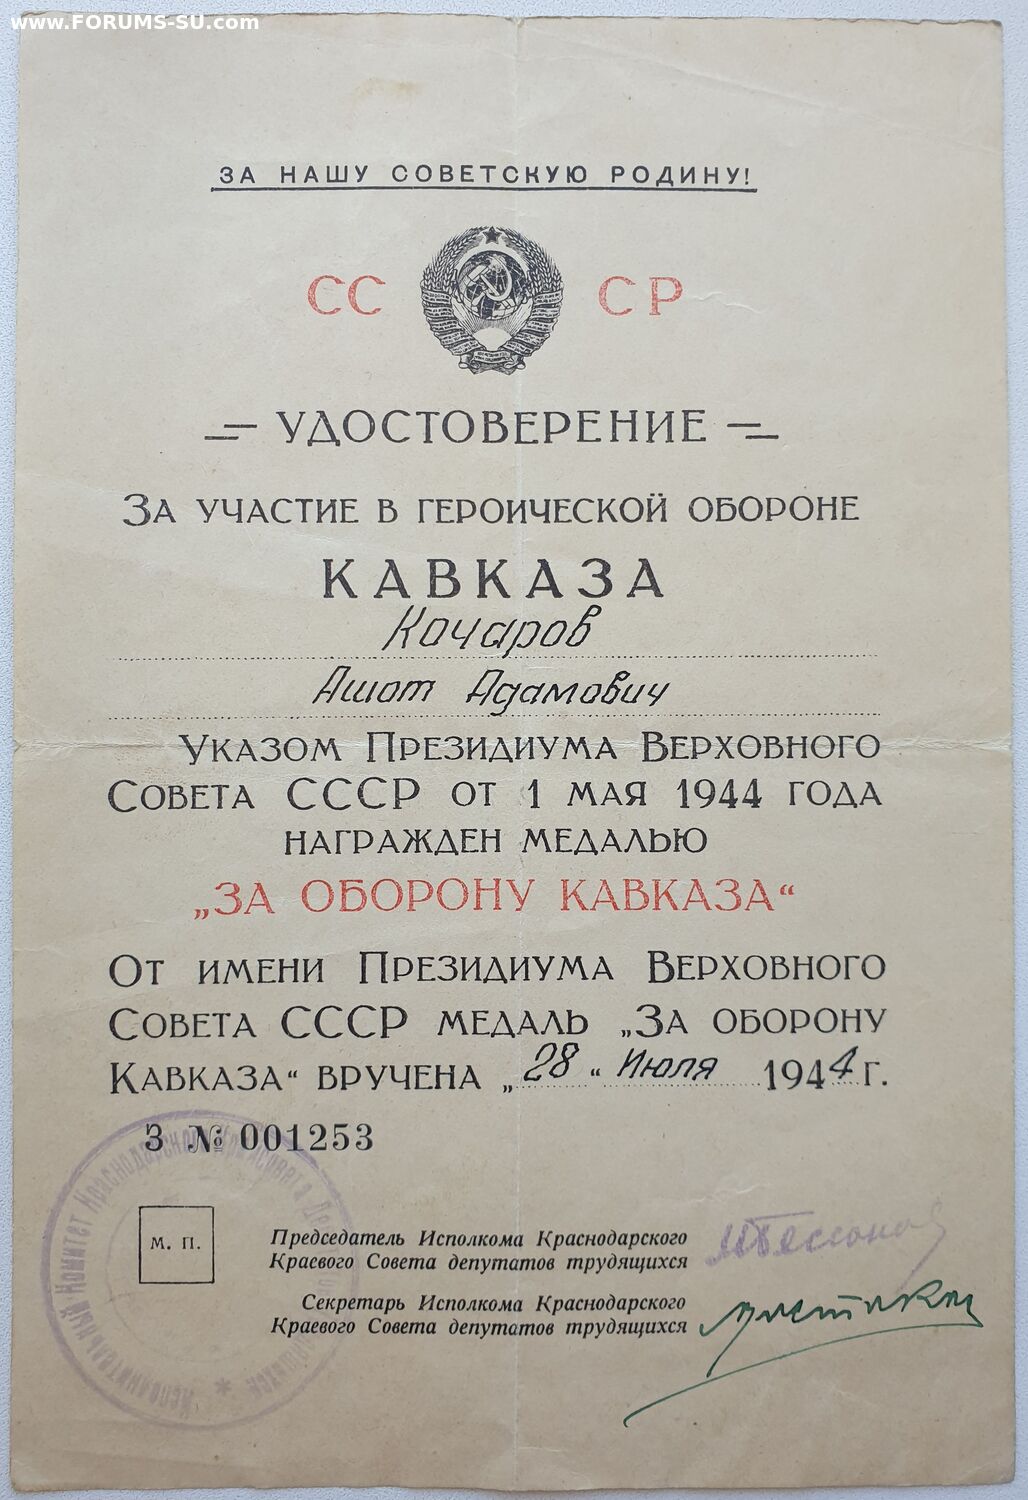 www.FORUMS-SU.com
ЗА НАШУ СОВЕТСКУЮ РОДИНУ!
СС СР
УДОСТОВЕРЕНИЕ
ЗА УЧАСТИЕ В ГЕРОИЧЕСКОЙ ОБОРОНЕ
КАВКАЗА
Кочаров
Ашот Адамович
УКАЗОМ ПРЕЗИДИУМА ВЕРХОВНОГО
СОВЕТА СССР ОТ 1 МАЯ 1944 ГОДА
НАГРАЖДЕН МЕДАЛЬЮ
„ЗА ОБОРОНУ КАВКАЗА“
ОТ ИМЕНИ ПРЕЗИДИУМА ВЕРХОВНОГО
СОВЕТА СССР МЕДАЛЬ „ЗА ОБОРОНУ
КАВКАЗА“ ВРУЧЕНА „28“ Июля 1944 г.
З № 001253
М. П.
Председатель Исполкома Краснодарского
Краевого Совета депутатов трудящихся
Секретарь Исполкома Краснодарского
Краевого Совета депутатов трудящихся
Исполнительный Комитет Краснодарского